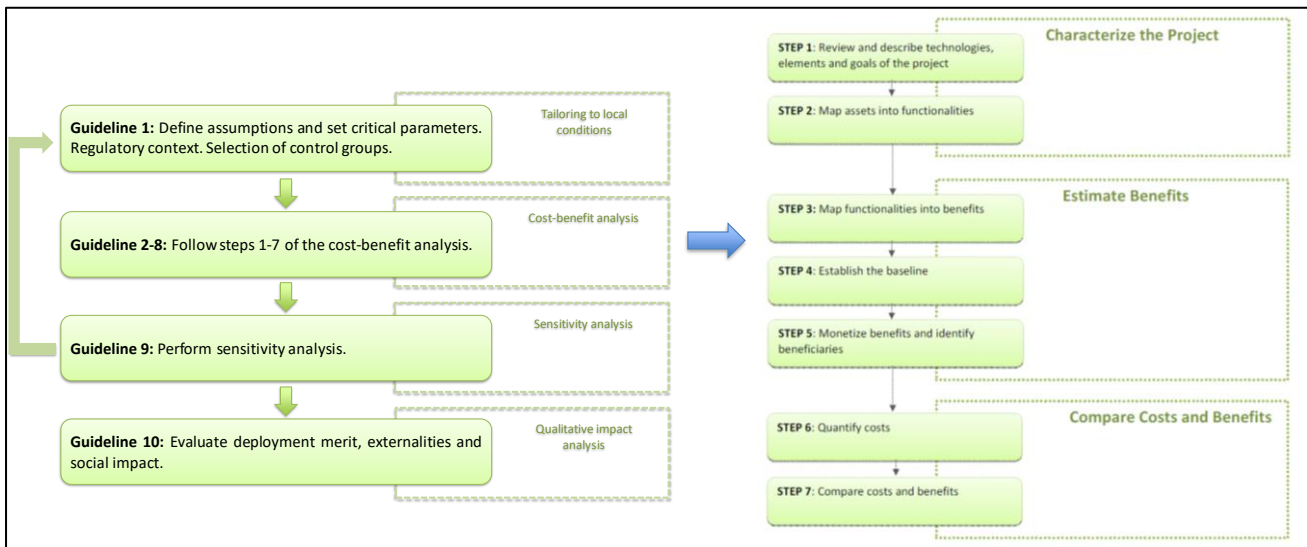 Guideline 1: Define assumptions and set critical parameters.
Regulatory context. Selection of control groups.
Tailoring to local
conditions
Guideline 2-8: Follow steps 1-7 of the cost-benefit analysis.
Cost-benefit analysis
Guideline 9: Perform sensitivity analysis.
Sensitivity analysis
Guideline 10: Evaluate deployment merit, externalities and
social impact.
Qualitative impact
analysis
Characterize the Project
STEP 1: Review and describe technologies,
elements and goals of the project
STEP 2: Map assets into functionalities
Estimate Benefits
STEP 3: Map functionalities into benefits
STEP 4: Establish the baseline
STEP 5: Monetize benefits and identify
beneficiaries
Compare Costs and Benefits
STEP 6: Quantify costs
STEP 7: Compare costs and benefits